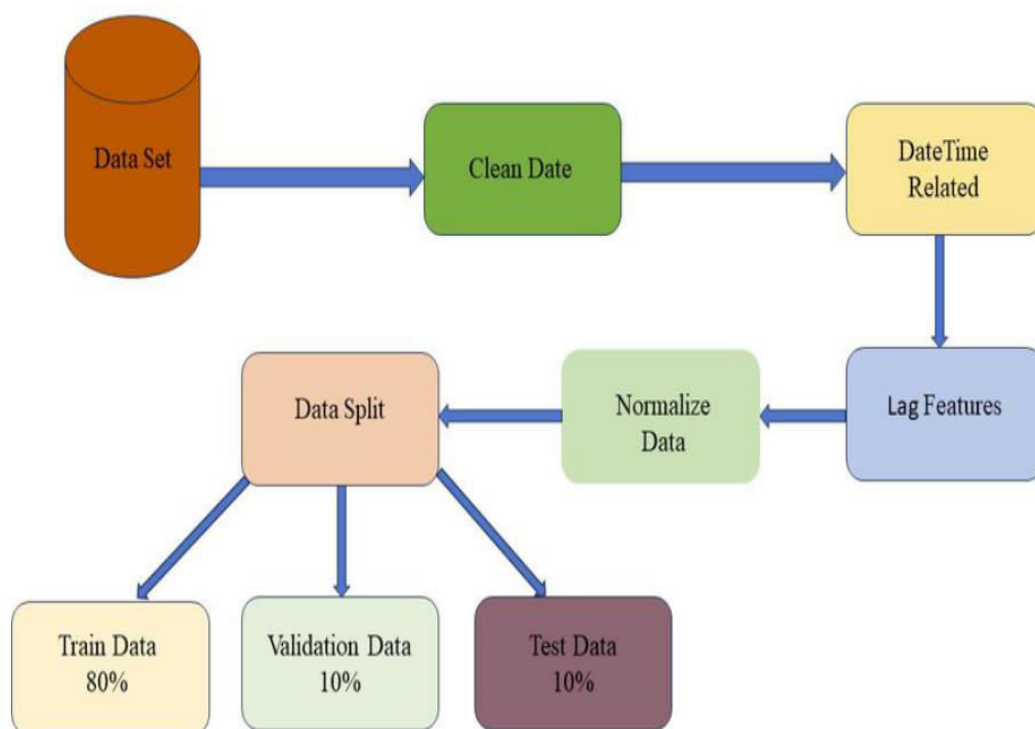 Data Set
Clean Date
DateTime
Related
Lag Features
Normalize
Data
Data Split
Train Data
80%
Validation Data
10%
Test Data
10%